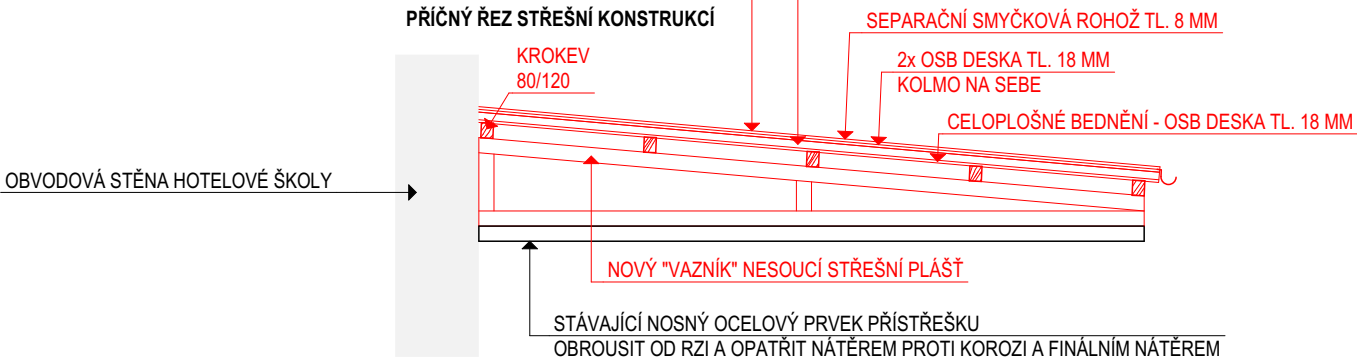 PŘÍČNÝ ŘEZ STŘEŠNÍ KONSTRUKCÍ
SEPARAČNÍ SMYČKOVÁ ROHOŽ TL. 8 MM
KROKEV
80/120
2x OSB DESKA TL. 18 MM
KOLMO NA SEBE
CELOPLOŠNÉ BEDNĚNÍ - OSB DESKA TL. 18 MM
OBVODOVÁ STĚNA HOTELOVÉ ŠKOLY
NOVÝ "VAZNÍK" NESOUCÍ STŘEŠNÍ PLÁŠŤ
STÁVAJÍCÍ NOSNÝ OCELOVÝ PRVEK PŘÍSTŘEŠKU
OBROUSIT OD RZI A OPATŘIT NÁTĚREM PROTI KOROZI A FINÁLNÍM NÁTĚREM